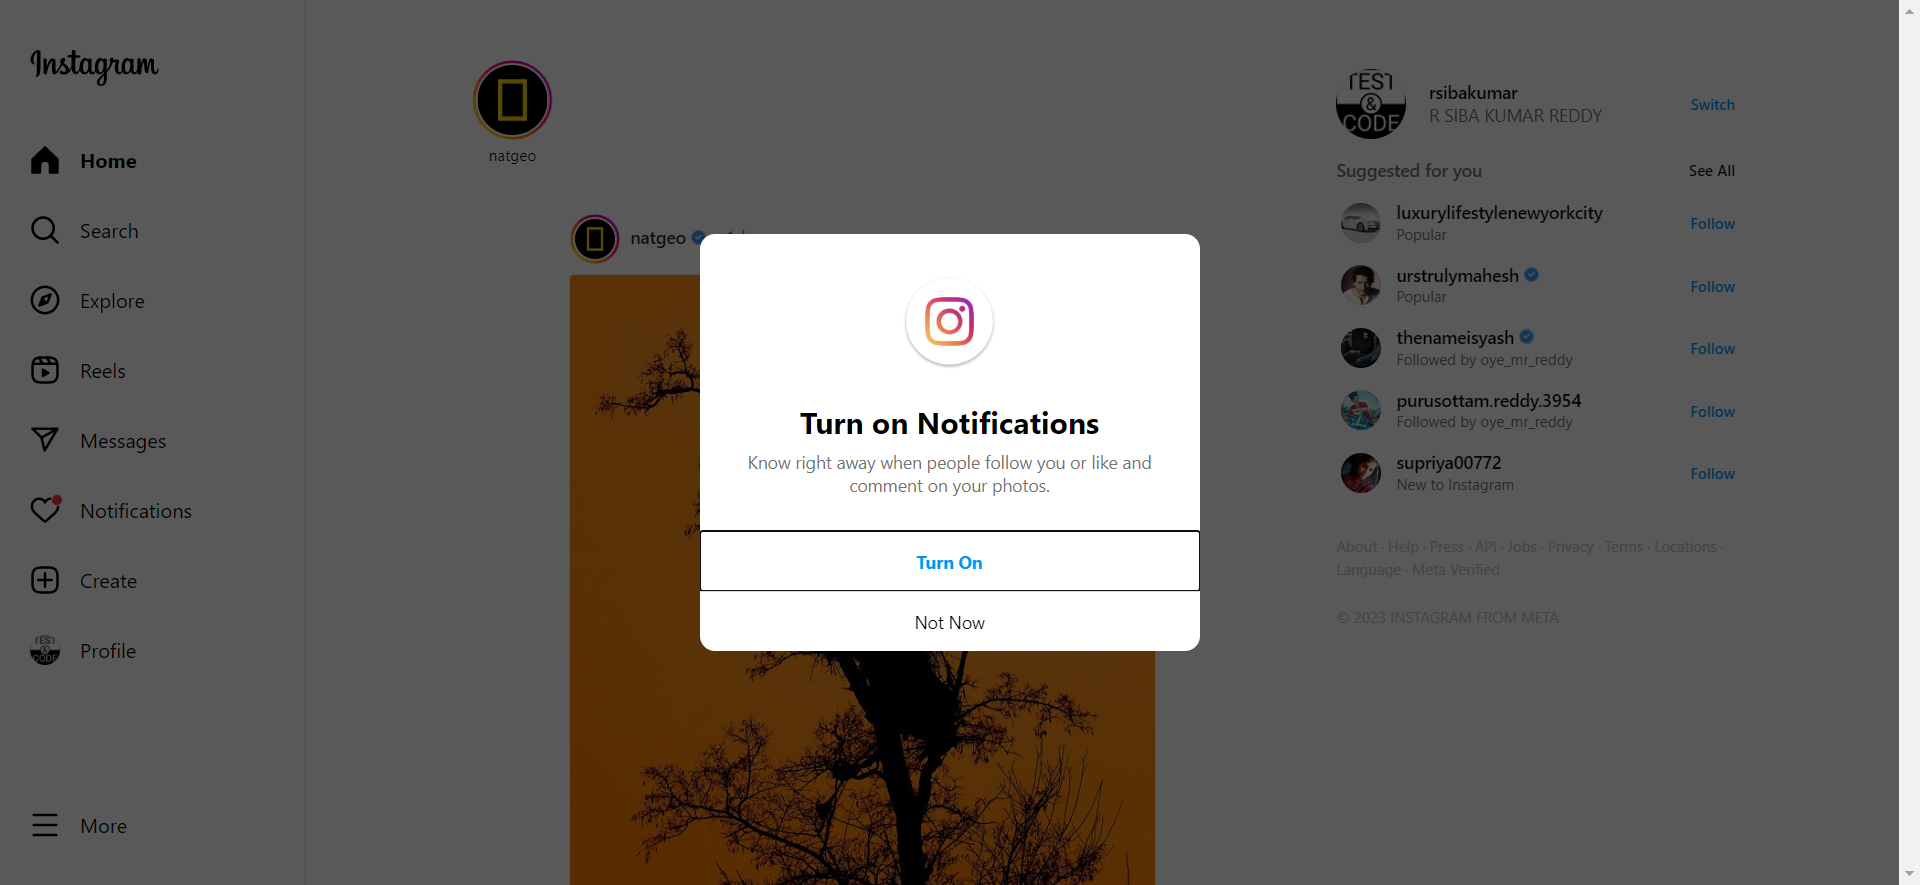 Instagram
Home
Search
Explore
Reels
Messages
Notifications
Create
Profile
More
natgeo
natgeo
Turn on Notifications
Know right away when people follow you or like and
comment on your photos.
Turn On
Not Now
TEST
&
CODE
rsibakumar
R SIBA KUMAR REDDY
Switch
Suggested for you
See All
luxurylifestylenewyorkcity
Popular
Follow
urstrulymahesh
Popular
Follow
thenameisyash
Followed by oye_mr_reddy
Follow
purusottam.reddy.3954
Followed by oye_mr_reddy
Follow
supriya00772
New to Instagram
Follow
About · Help · Press · API · Jobs · Privacy · Terms · Locations ·
Language · Meta Verified
© 2023 INSTAGRAM FROM META